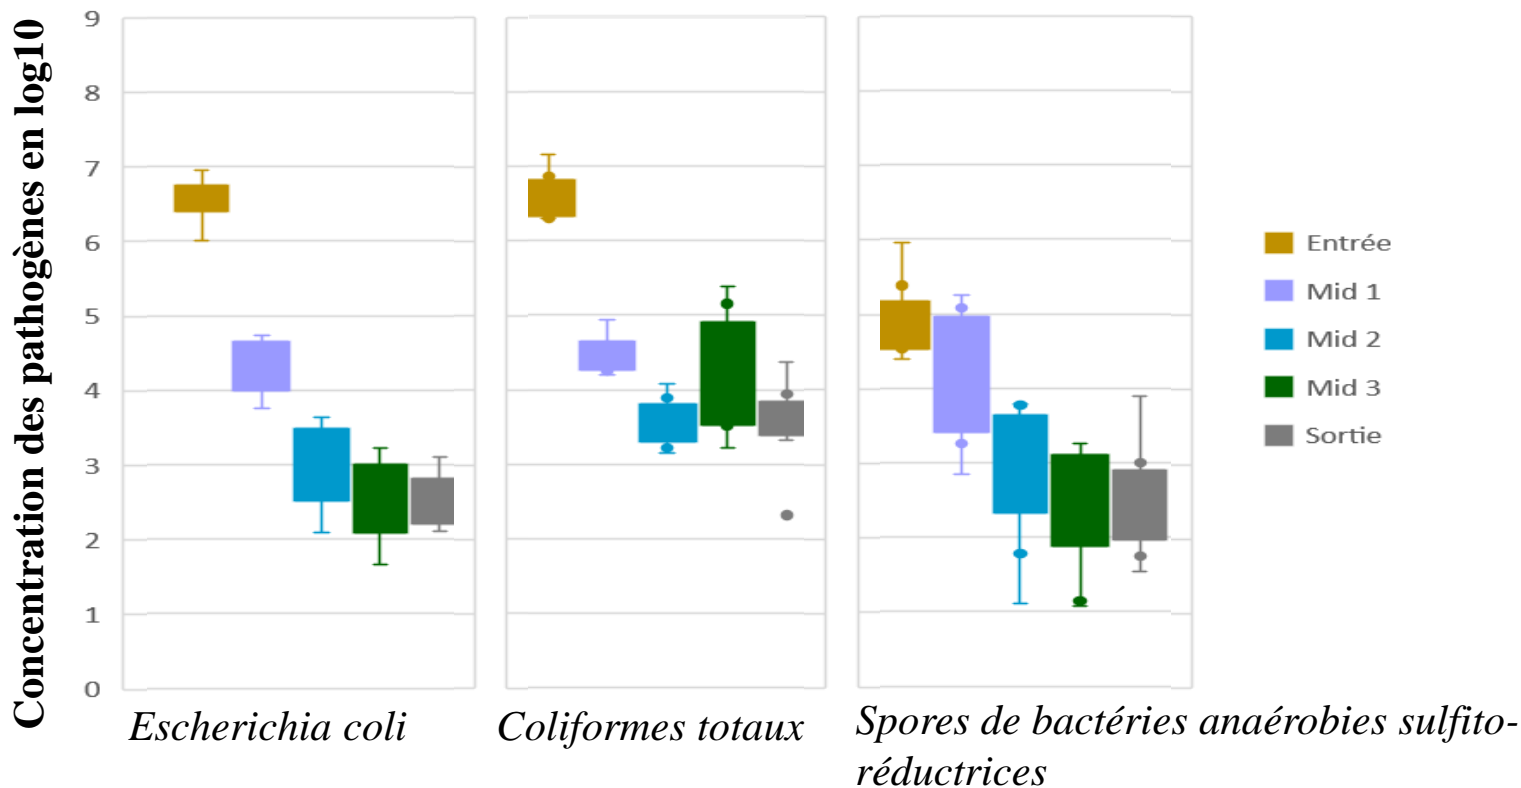 Concentration des pathogènes en log10
9
8
7
6
5
4
3
2
1
0
Escherichia coli
Coliformes totaux
Spores de bactéries anaérobies sulfito-
réductrices
Entrée
Mid 1
Mid 2
Mid 3
Sortie